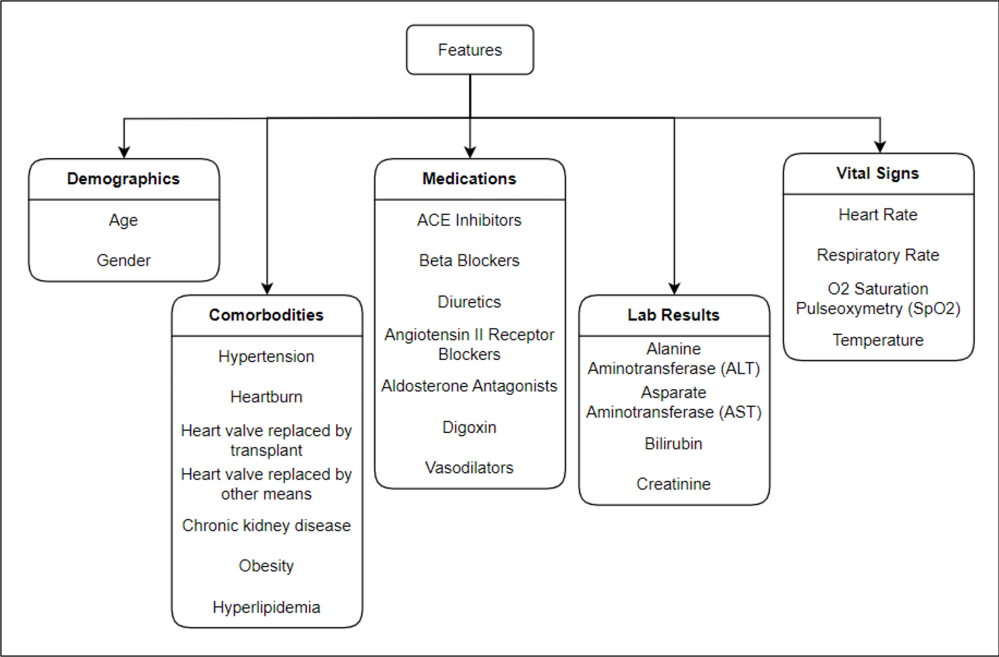 Features
Demographics
Age
Gender
Comorbodities
Hypertension
Heartburn
Heart valve replaced by
transplant
Heart valve replaced by
other means
Chronic kidney disease
Obesity
Hyperlipidemia
Medications
ACE Inhibitors
Beta Blockers
Diuretics
Angiotensin II Receptor
Blockers
Aldosterone Antagonists
Digoxin
Vasodilators
Lab Results
Alanine
Aminotransferase (ALT)
Asparate
Aminotransferase (AST)
Bilirubin
Creatinine
Vital Signs
Heart Rate
Respiratory Rate
O2 Saturation
Pulseoxymetry (SpO2)
Temperature